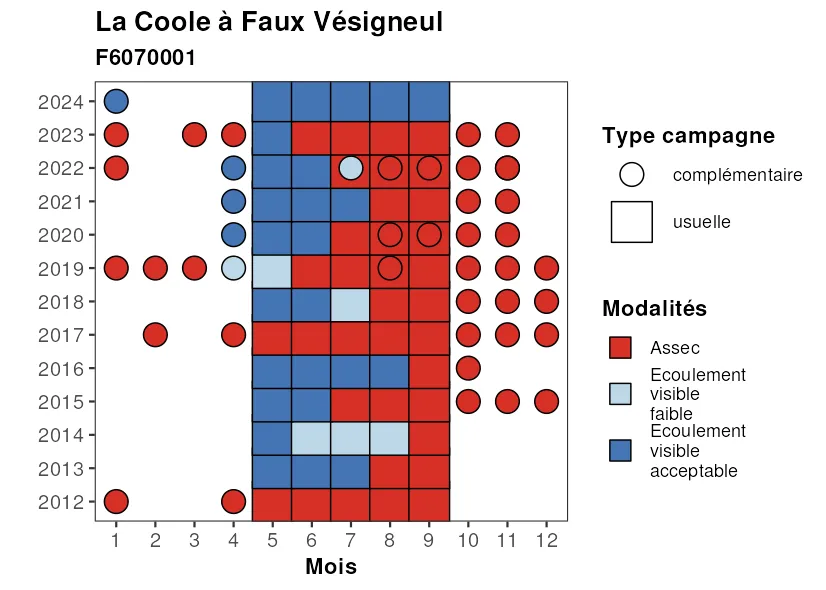 La Coole à Faux Vésigneul
F6070001
2024
2023
2022
2021
2020
2019
2018
2017
2016
2015
2014
2013
2012
1 2 3 4 5 6 7 8 9 10 11 12
Mois
Type campagne
complémentaire
usuelle
Modalités
Assec
Ecoulement
visible
faible
Ecoulement
visible
acceptable